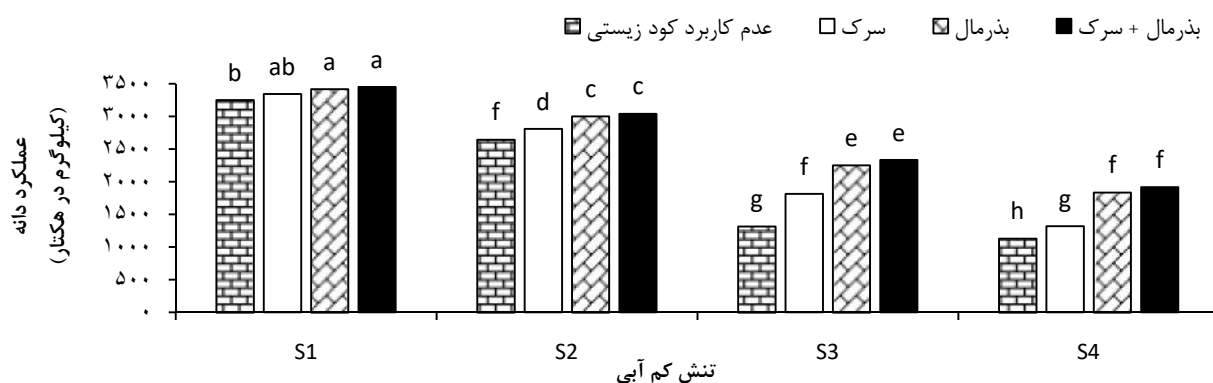 عدم کاربرد کود زیستی سرک بذرمال بذرمال + سرک
عملکرد دانه
(کیلوگرم در هکتار)
۳۵۰۰
۳۰۰۰
۲۵۰۰
۲۰۰۰
۱۵۰۰
۱۰۰۰
۵۰۰
۰
b ab a a f d c c g f e e h g f f
S1 S2 S3 S4
تنش کم آبی